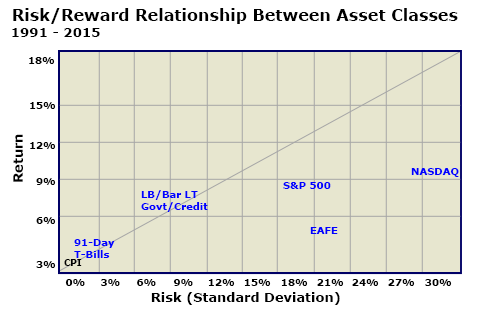 Risk/Reward Relationship Between Asset Classes
1991 - 2015
18%
15%
12%
9%
6%
3%
Return
NASDAQ
S&P 500
LB/Bar LT
Govt/Credit
EAFE
91-Day
T-Bills
CPI
0% 3% 6% 9% 12% 15% 18% 21% 24% 27% 30%
Risk (Standard Deviation)